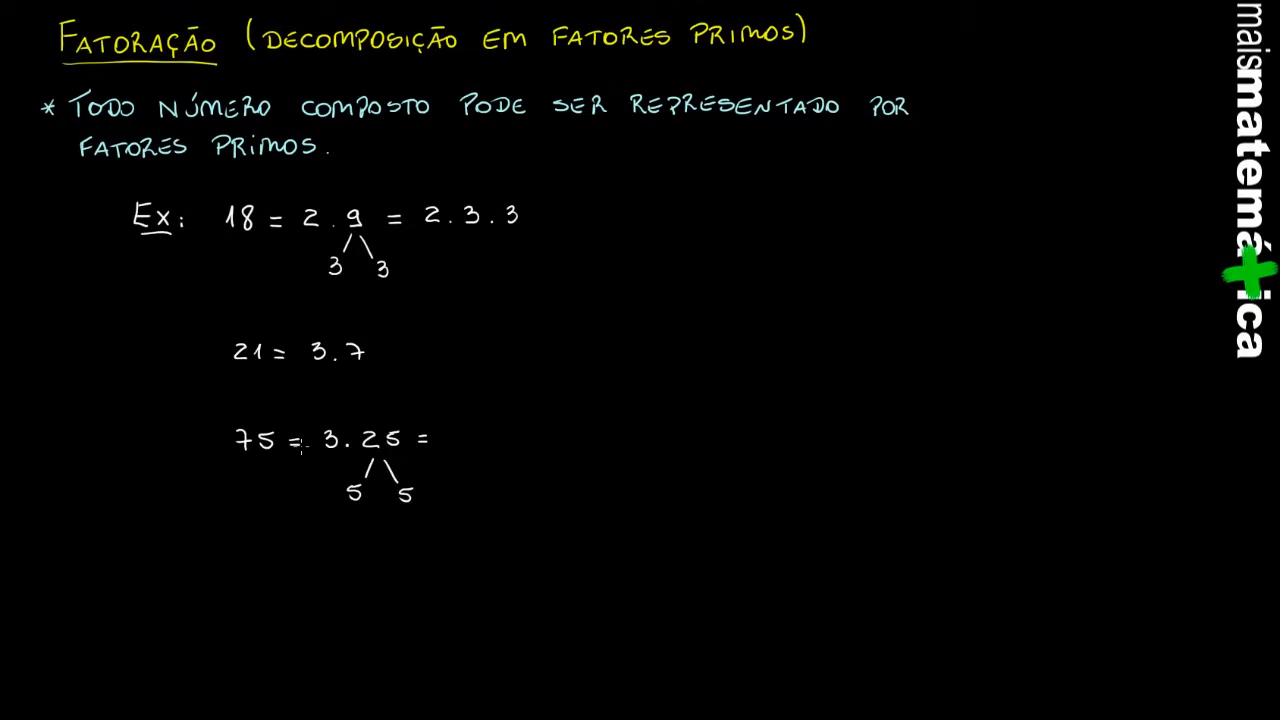 FATORAÇÃO (DECOMPOSIÇÃO EM FATORES PRIMOS)
* TODO NÚMERO COMPOSTO PODE SER REPRESENTADO POR
FATORES PRIMOS.
Ex: 18 = 2 . 9 = 2 . 3 . 3
3 3
21 = 3 . 7
75 = 3 . 25 =
5 5
maismatemática